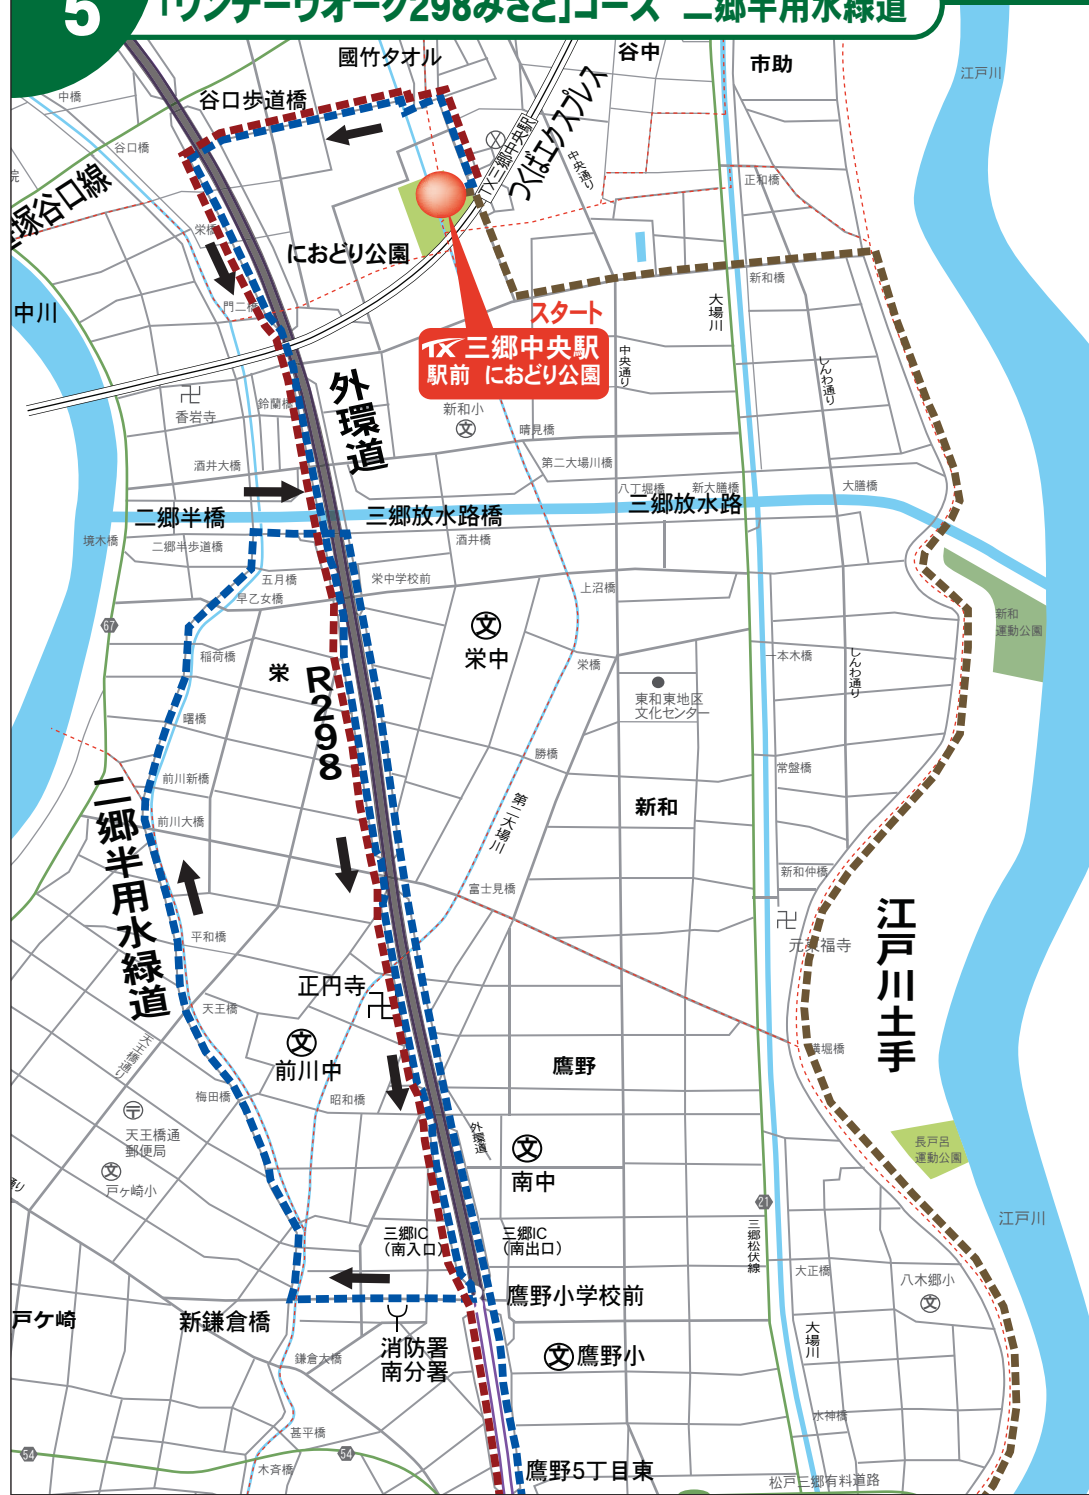 5
「ワンデーウオーク298みさと」コース 二郷半用水緑道
國竹タオル
谷中
市助
江戸川
中橋
谷口歩道橋
谷口橋
つくばエクスプレス
TX三郷中央駅
中央通り
正和橋
塚谷口線
栄橋
におどり公園
門二橋
中川
新和橋
大場川
スタート
TX 三郷中央駅
駅前 におどり公園
中央通り
しんわ通り
外環道
香岩寺
鈴蘭橋
新和小
文
晴見橋
酒井大橋
第二大場川橋
八丁堀橋
新大膳橋
大膳橋
二郷半橋
三郷放水路橋
三郷放水路
境木橋
二郷半歩道橋
酒井橋
五月橋
栄中学校前
早乙女橋
上沼橋
新和
運動公園
67
文
栄中
稲荷橋
栄
R298
栄橋
一本木橋
しんわ通り
東和東地区
文化センター
曙橋
勝橋
常盤橋
前川新橋
前川大橋
二郷半用水緑道
第二大場川
新和
富士見橋
新和仲橋
江戸川土手
平和橋
正円寺
天王橋
天王橋通り
文
前川中
横堀橋
鷹野
梅田橋
昭和橋
外環道
天王橋通
郵便局
文
南中
長戸呂
運動公園
文
戸ヶ崎小
21
三郷IC
(南入口)
三郷IC
(南出口)
三郷松伏線
江戸川
大正橋
八木郷小
文
鷹野小学校前
戸ケ崎
新鎌倉橋
消防署
南分署
文 鷹野小
大場川
鎌倉大橋
甚平橋
水神橋
54
54
木斉橋
鷹野5丁目東
松戸三郷有料道路